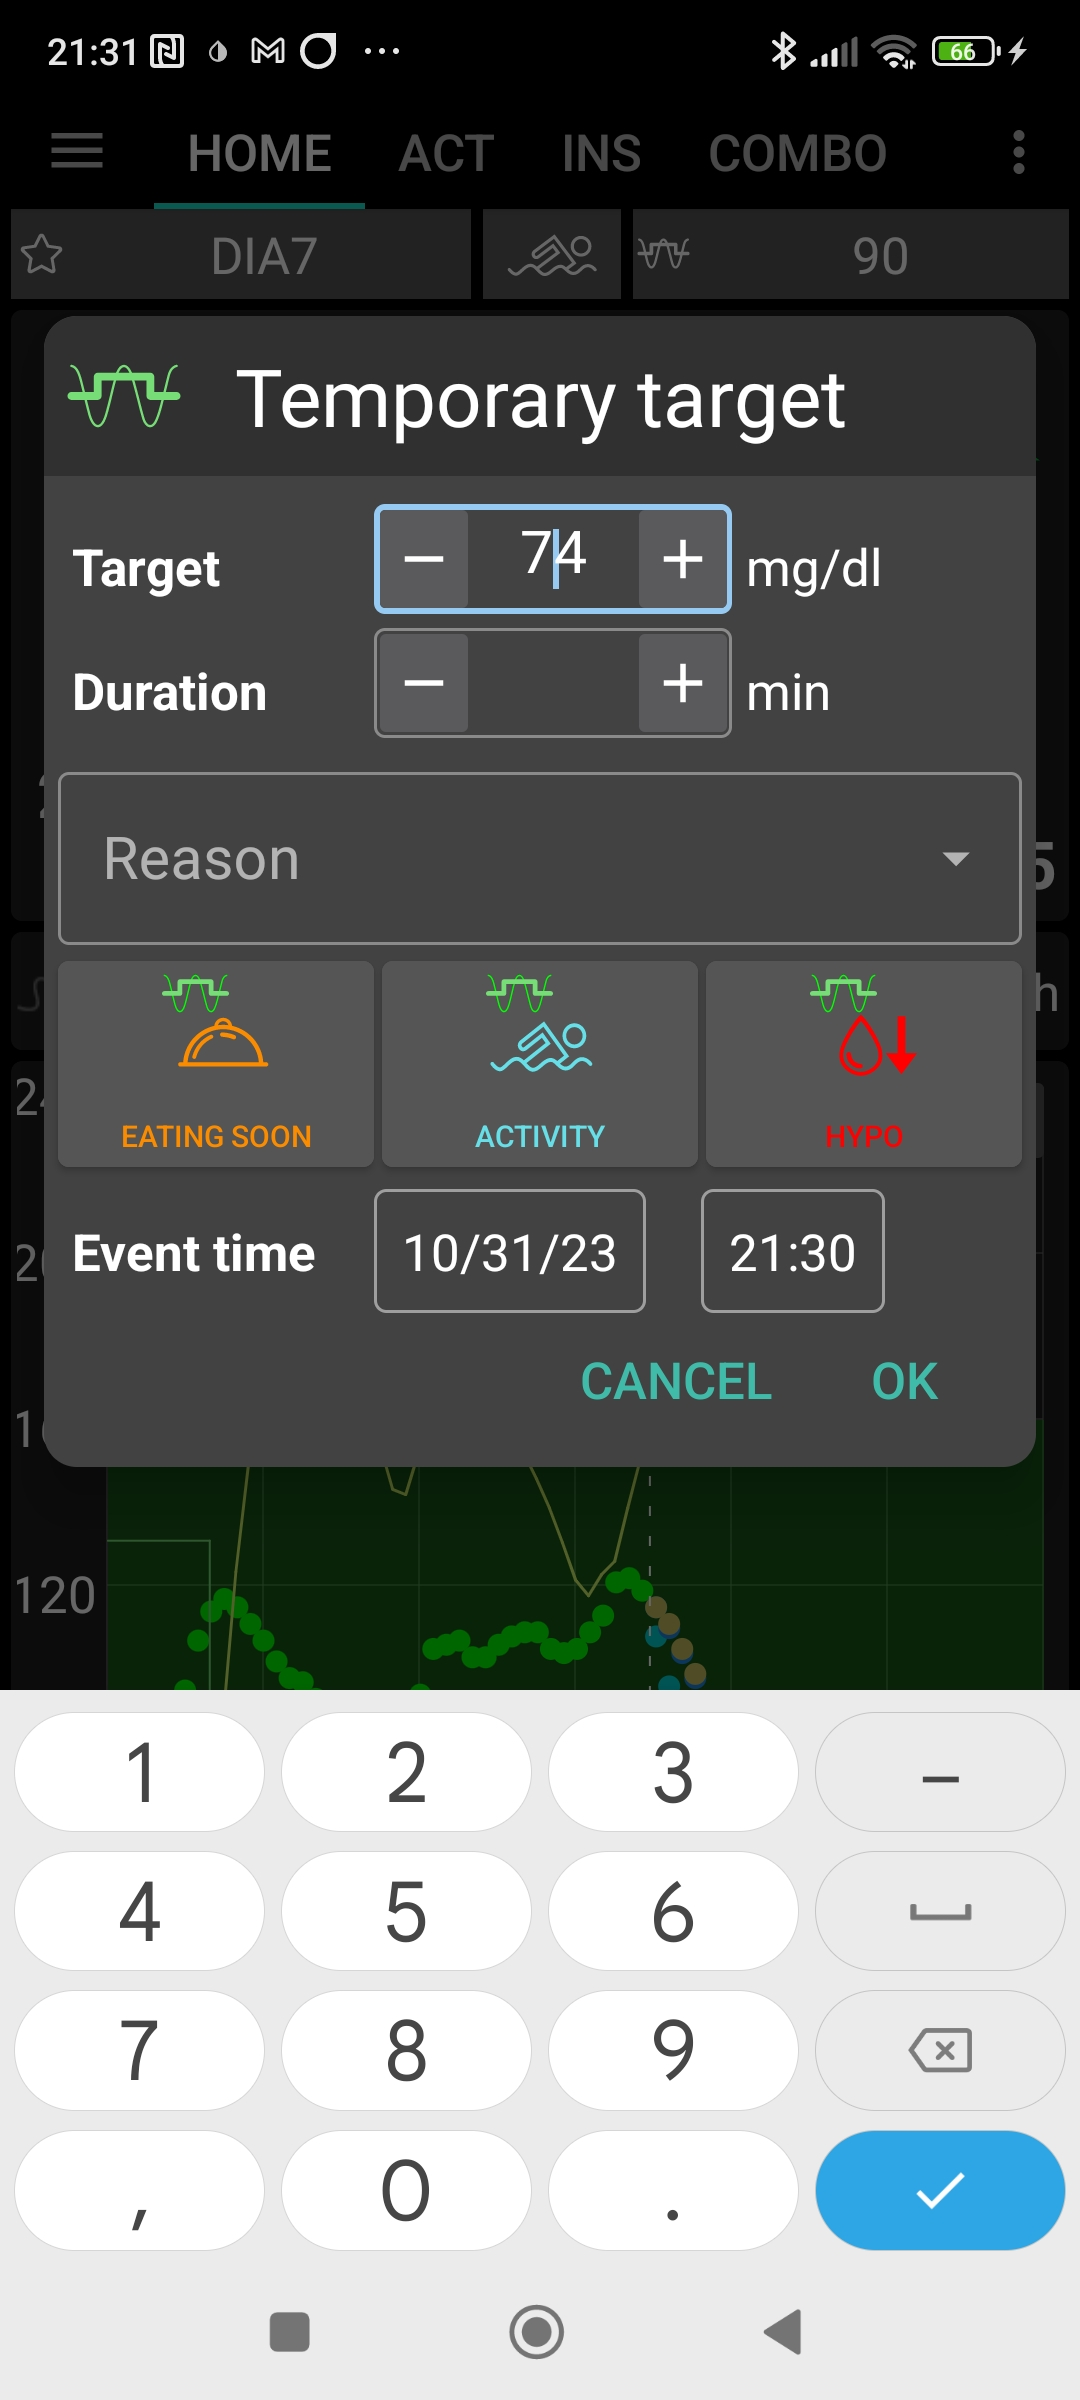 21:31 ... 66
HOME ACT INS COMBO
DIA7 90
Temporary target
Target − 74 + mg/dl
Duration − + min
Reason
5
h
EATING SOON ACTIVITY HYPO
Event time 10/31/23 21:30
CANCEL OK
120
1 2 3 −
4 5 6
7 8 9
, 0 .